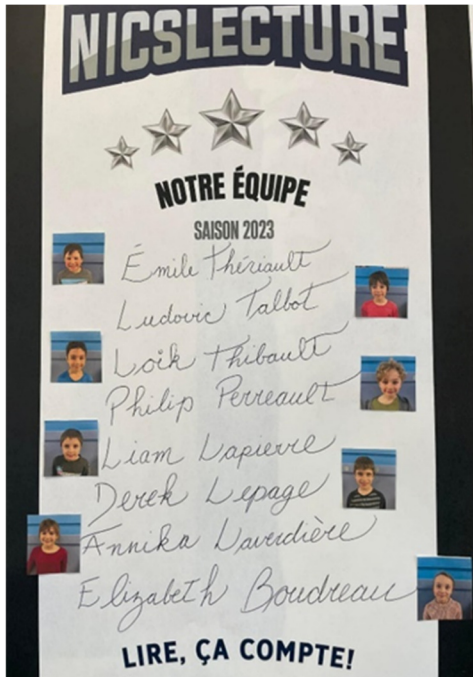 NICSLECTURE
NOTRE ÉQUIPE
SAISON 2023
Émile Thériault
Ludovic Talbot
Loïk Thibault
Philip Perreault
Liam Lapierre
Derek Lepage
Annika Laverdière
Elizabeth Boudreau
LIRE, ÇA COMPTE!